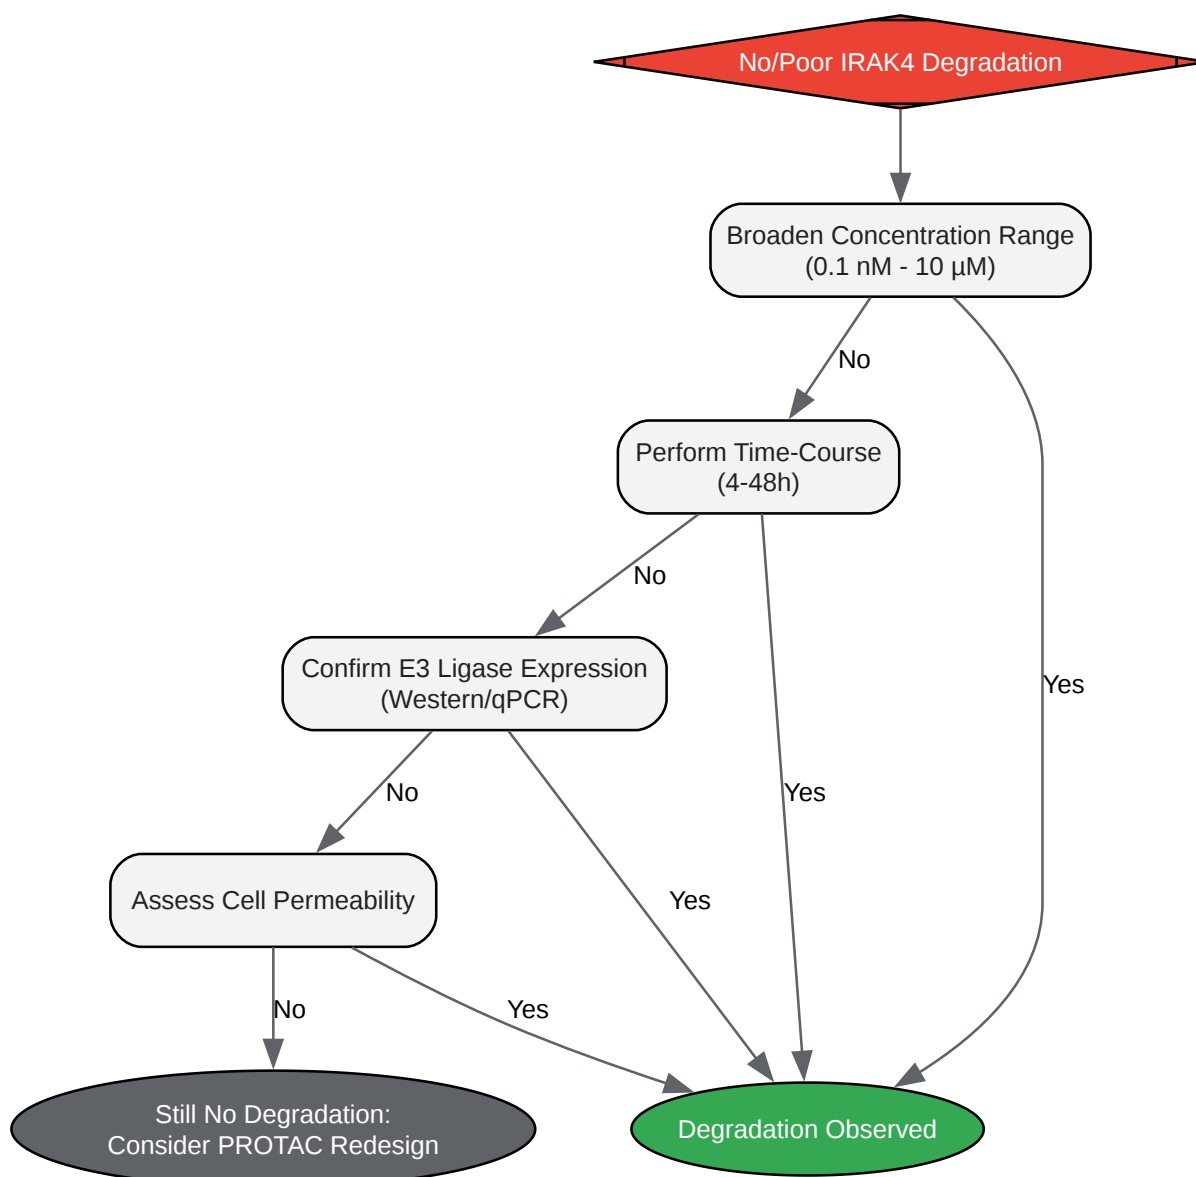 No/Poor IRAK4 Degradation
Broaden Concentration Range
(0.1 nM - 10 µM)
No
Perform Time-Course
(4-48h)
No
Confirm E3 Ligase Expression
(Western/qPCR)
Yes
No
Yes
Assess Cell Permeability
Yes
No
Yes
Still No Degradation:
Consider PROTAC Redesign
Degradation Observed